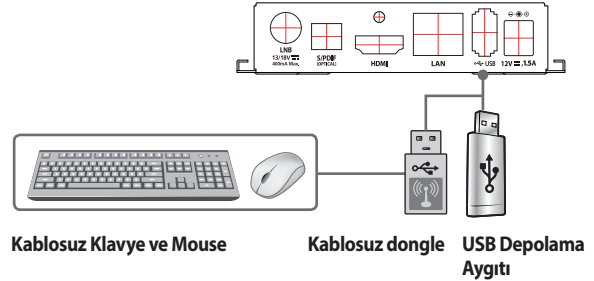 LNB
13/18V
400mA Max.
S/PDIF
(OPTICAL)
HDMI
LAN
USB
12V 1.5A
Kablosuz Klavye ve Mouse
Kablosuz dongle
USB Depolama
Aygıtı